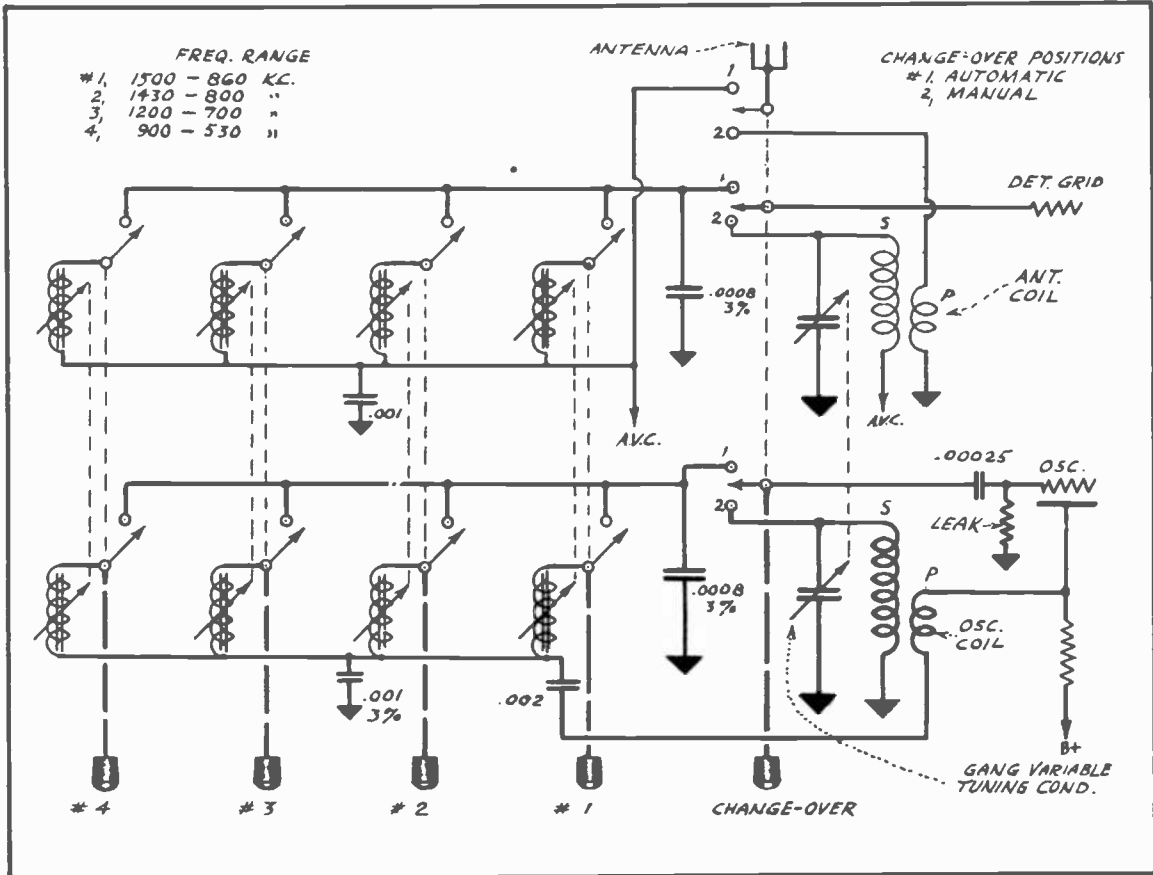 FREQ. RANGE
#1, 1500 - 860 KC.
2, 1430 - 800 "
3, 1200 - 700 "
4, 900 - 530 "
ANTENNA
CHANGE-OVER POSITIONS
#1. AUTOMATIC
2, MANUAL
1
2
1
2
DET. GRID
S
P
ANT.
COIL
.0008
3%
.001
A.V.C.
A.V.C.
1
2
.00025
OSC.
LEAK
S
P
OSC.
COIL
.0008
3%
.001
3%
.002
B+
GANG VARIABLE
TUNING COND.
#4
#3
#2
#1
CHANGE-OVER